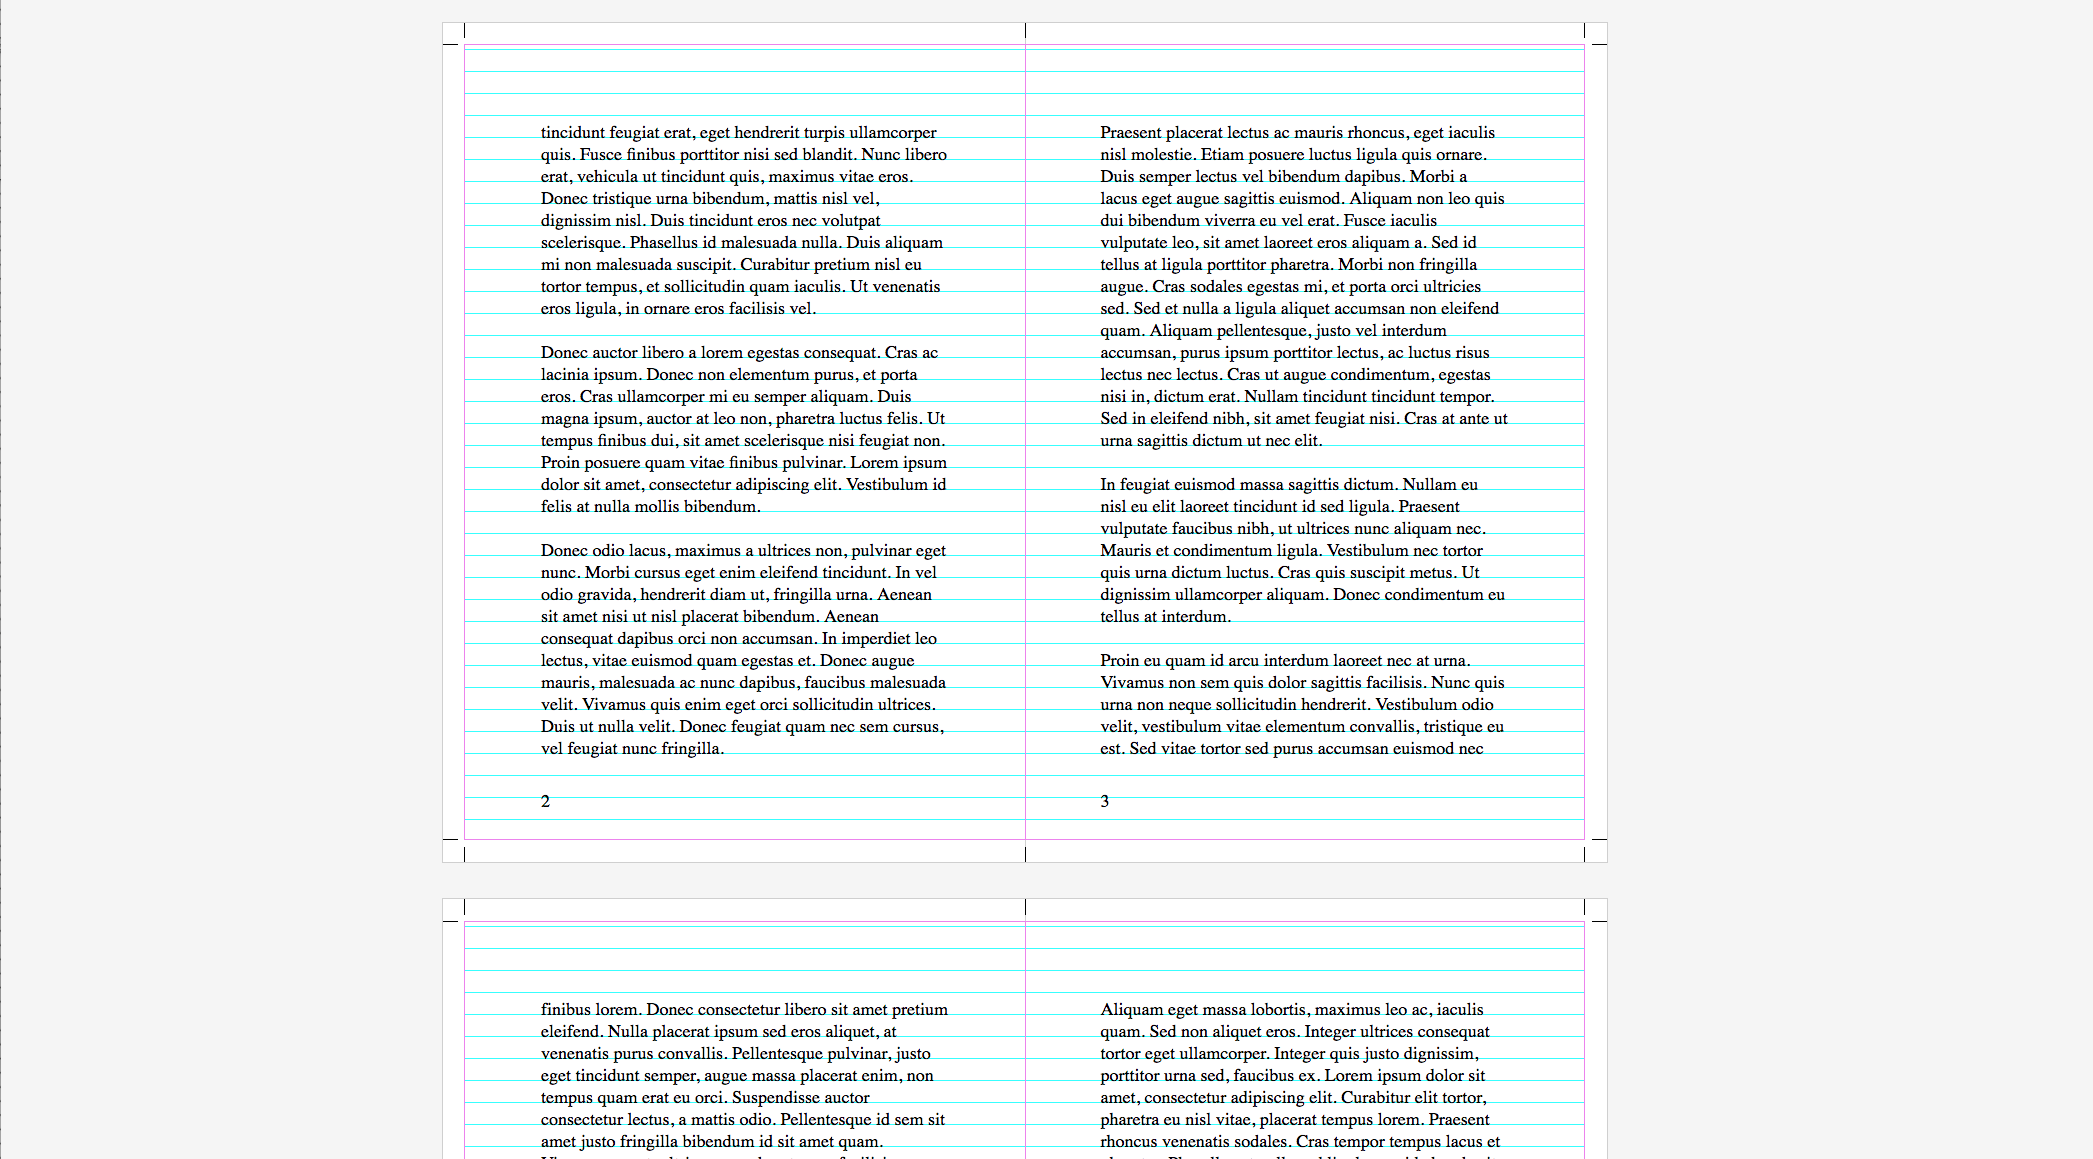 tincidunt feugiat erat, eget hendrerit turpis ullamcorper
quis. Fusce finibus porttitor nisi sed blandit. Nunc libero
erat, vehicula ut tincidunt quis, maximus vitae eros.
Donec tristique urna bibendum, mattis nisl vel,
dignissim nisl. Duis tincidunt eros nec volutpat
scelerisque. Phasellus id malesuada nulla. Duis aliquam
mi non malesuada suscipit. Curabitur pretium nisl eu
tortor tempus, et sollicitudin quam iaculis. Ut venenatis
eros ligula, in ornare eros facilisis vel.
Donec auctor libero a lorem egestas consequat. Cras ac
lacinia ipsum. Donec non elementum purus, et porta
eros. Cras ullamcorper mi eu semper aliquam. Duis
magna ipsum, auctor at leo non, pharetra luctus felis. Ut
tempus finibus dui, sit amet scelerisque nisi feugiat non.
Proin posuere quam vitae finibus pulvinar. Lorem ipsum
dolor sit amet, consectetur adipiscing elit. Vestibulum id
felis at nulla mollis bibendum.
Donec odio lacus, maximus a ultrices non, pulvinar eget
nunc. Morbi cursus eget enim eleifend tincidunt. In vel
odio gravida, hendrerit diam ut, fringilla urna. Aenean
sit amet nisi ut nisl placerat bibendum. Aenean
consequat dapibus orci non accumsan. In imperdiet leo
lectus, vitae euismod quam egestas et. Donec augue
mauris, malesuada ac nunc dapibus, faucibus malesuada
velit. Vivamus quis enim eget orci sollicitudin ultrices.
Duis ut nulla velit. Donec feugiat quam nec sem cursus,
vel feugiat nunc fringilla.
2
Praesent placerat lectus ac mauris rhoncus, eget iaculis
nisl molestie. Etiam posuere luctus ligula quis ornare.
Duis semper lectus vel bibendum dapibus. Morbi a
lacus eget augue sagittis euismod. Aliquam non leo quis
dui bibendum viverra eu vel erat. Fusce iaculis
vulputate leo, sit amet laoreet eros aliquam a. Sed id
tellus at ligula porttitor pharetra. Morbi non fringilla
augue. Cras sodales egestas mi, et porta orci ultricies
sed. Sed et nulla a ligula aliquet accumsan non eleifend
quam. Aliquam pellentesque, justo vel interdum
accumsan, purus ipsum porttitor lectus, ac luctus risus
lectus nec lectus. Cras ut augue condimentum, egestas
nisi in, dictum erat. Nullam tincidunt tincidunt tempor.
Sed in eleifend nibh, sit amet feugiat nisi. Cras at ante ut
urna sagittis dictum ut nec elit.
In feugiat euismod massa sagittis dictum. Nullam eu
nisl eu elit laoreet tincidunt id sed ligula. Praesent
vulputate faucibus nibh, ut ultrices nunc aliquam nec.
Mauris et condimentum ligula. Vestibulum nec tortor
quis urna dictum luctus. Cras quis suscipit metus. Ut
dignissim ullamcorper aliquam. Donec condimentum eu
tellus at interdum.
Proin eu quam id arcu interdum laoreet nec at urna.
Vivamus non sem quis dolor sagittis facilisis. Nunc quis
urna non neque sollicitudin hendrerit. Vestibulum odio
velit, vestibulum vitae elementum convallis, tristique eu
est. Sed vitae tortor sed purus accumsan euismod nec
3
finibus lorem. Donec consectetur libero sit amet pretium
eleifend. Nulla placerat ipsum sed eros aliquet, at
venenatis purus convallis. Pellentesque pulvinar, justo
eget tincidunt semper, augue massa placerat enim, non
tempus quam erat eu orci. Suspendisse auctor
consectetur lectus, a mattis odio. Pellentesque id sem sit
amet justo fringilla bibendum id sit amet quam.
Aliquam eget massa lobortis, maximus leo ac, iaculis
quam. Sed non aliquet eros. Integer ultrices consequat
tortor eget ullamcorper. Integer quis justo dignissim,
porttitor urna sed, faucibus ex. Lorem ipsum dolor sit
amet, consectetur adipiscing elit. Curabitur elit tortor,
pharetra eu nisl vitae, placerat tempus lorem. Praesent
rhoncus venenatis sodales. Cras tempor tempus lacus et